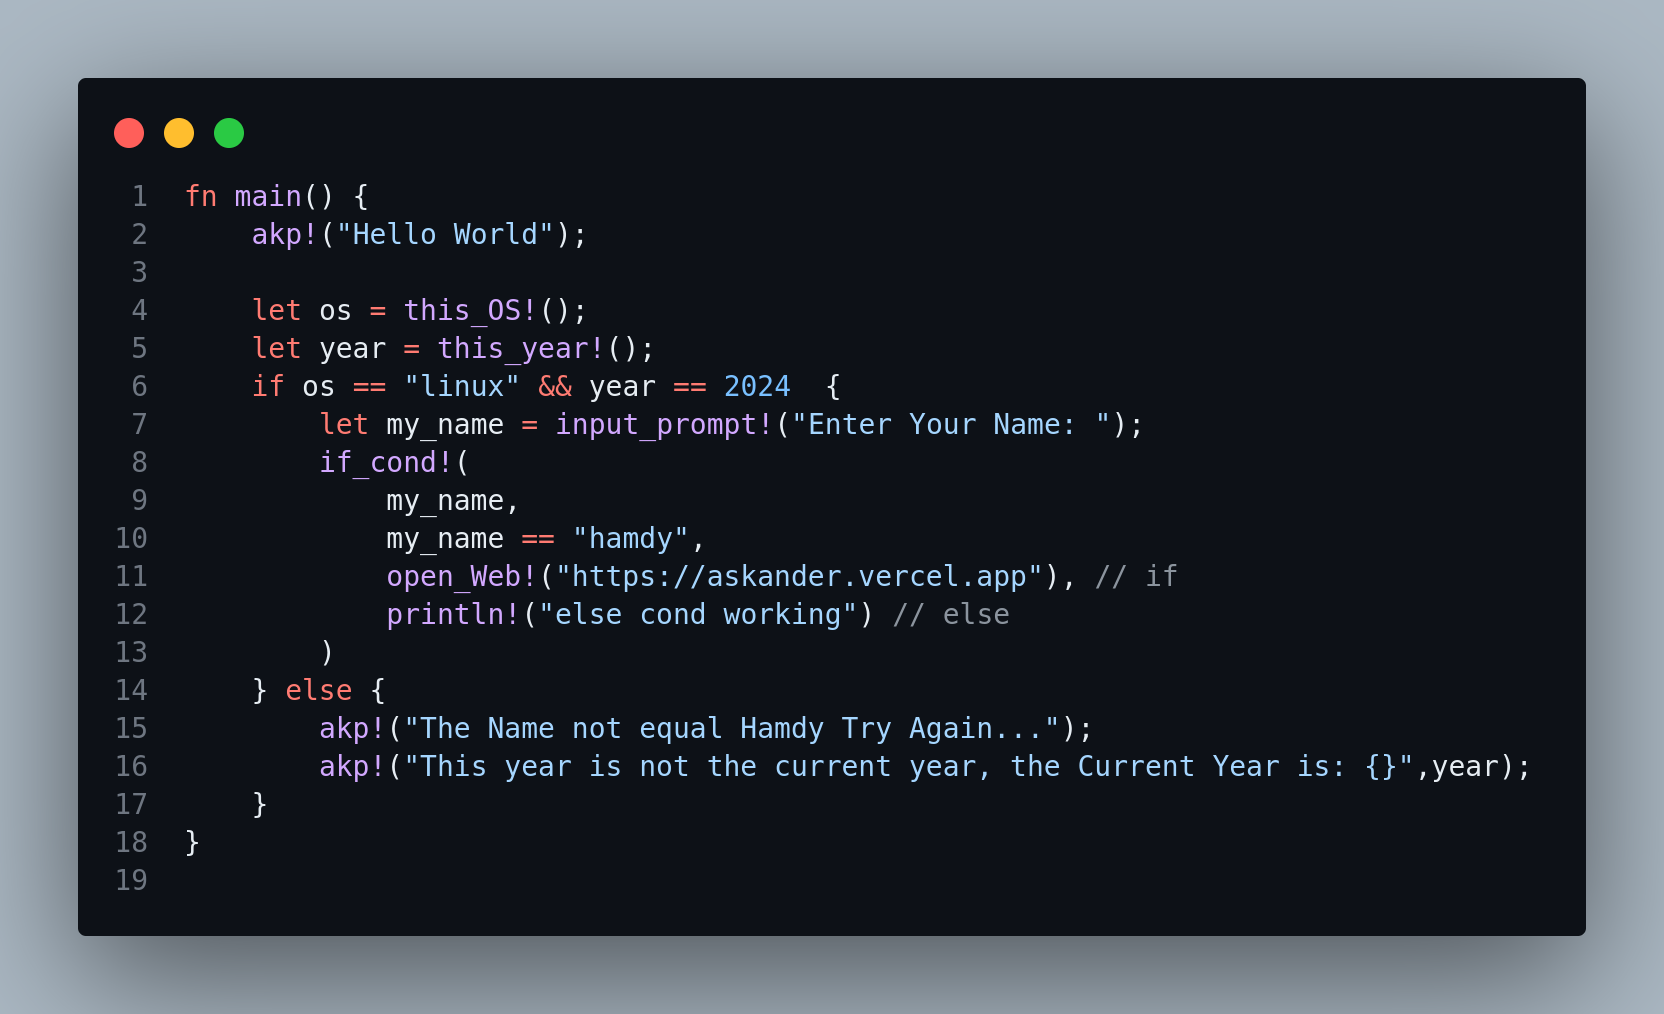 1 fn main() {
2     akp!("Hello World");
3
4     let os = this_OS!();
5     let year = this_year!();
6     if os == "linux" && year == 2024  {
7         let my_name = input_prompt!("Enter Your Name: ");
8         if_cond!(
9             my_name,
10             my_name == "hamdy",
11             open_Web!("https://askander.vercel.app"), // if
12             println!("else cond working") // else
13         )
14     } else {
15         akp!("The Name not equal Hamdy Try Again...");
16         akp!("This year is not the current year, the Current Year is: {}",year);
17     }
18 }
19